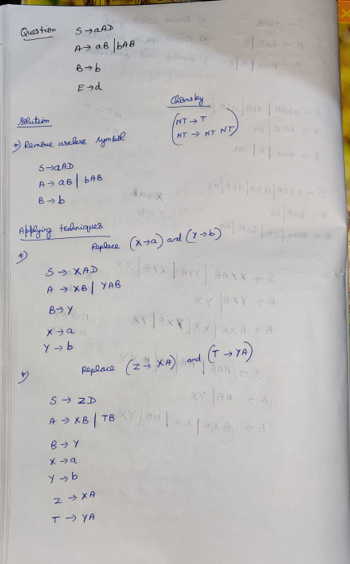 Question S→aAD
A→ aB | bAB
B→b
E→d
Solution
Chomsky
(NT → T
NT → NT NT)
*) Remove useless symbol
S→aAD
A→ aB | bAB
B→b
Applying techniques
*) Replace (X→a) and (Y→b)
S→ XAD
A → XB | YAB
B→Y
X→a
Y→b
*) Replace (Z→ XA) and (T → YA)
S → ZD
A → XB | TB
B→Y
X→a
Y→b
Z → XA
T → YA